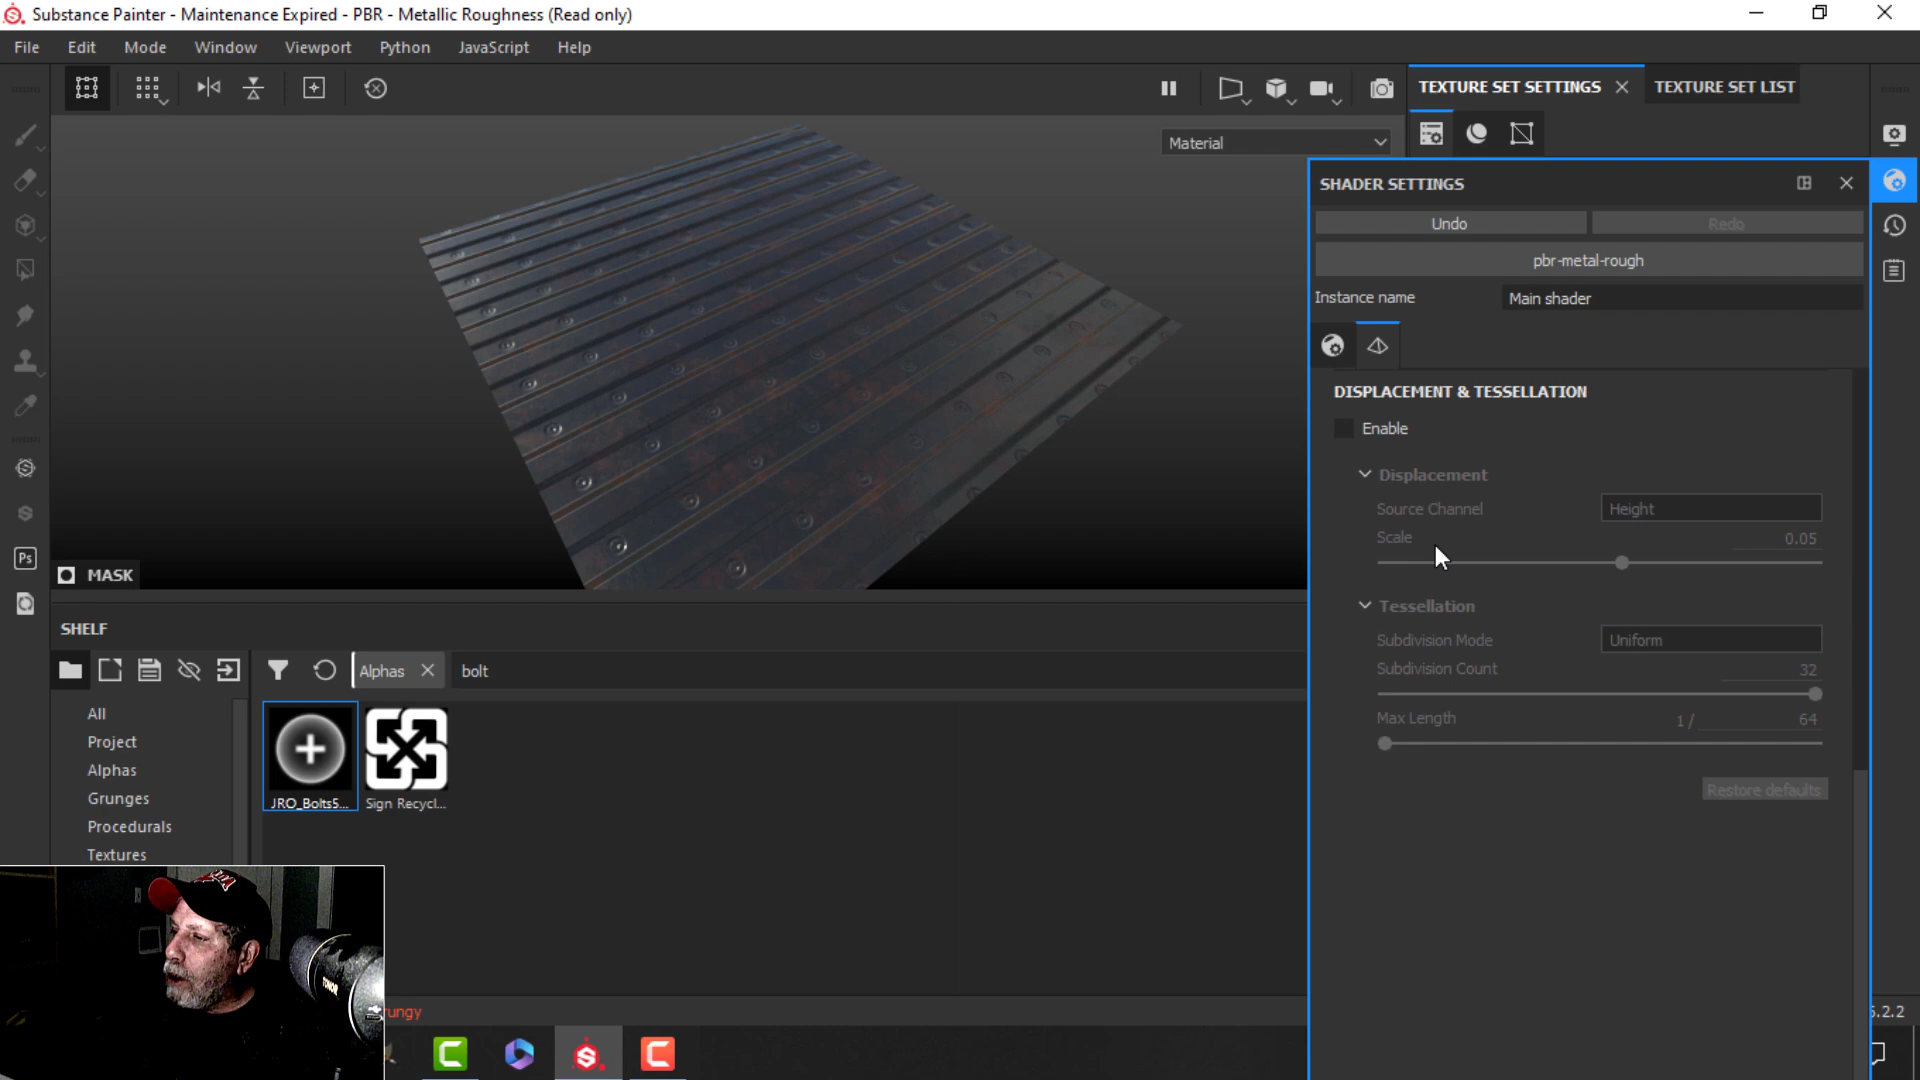 Substance Painter - Maintenance Expired - PBR - Metallic Roughness (Read only)
File Edit Mode Window Viewport Python JavaScript Help
TEXTURE SET SETTINGS
TEXTURE SET LIST
Material
SHADER SETTINGS
Undo
Redo
pbr-metal-rough
Instance name
Main shader
DISPLACEMENT & TESSELLATION
Enable
Displacement
Source Channel
Height
Scale
0.05
Tessellation
Subdivision Mode
Uniform
Subdivision Count
32
Max Length
1 / 64
Restore defaults
MASK
Ps
SHELF
Alphas
bolt
All
Project
Alphas
Grunges
Procedurals
Textures
JRO_Bolts5...
Sign Recycl...
TONOR